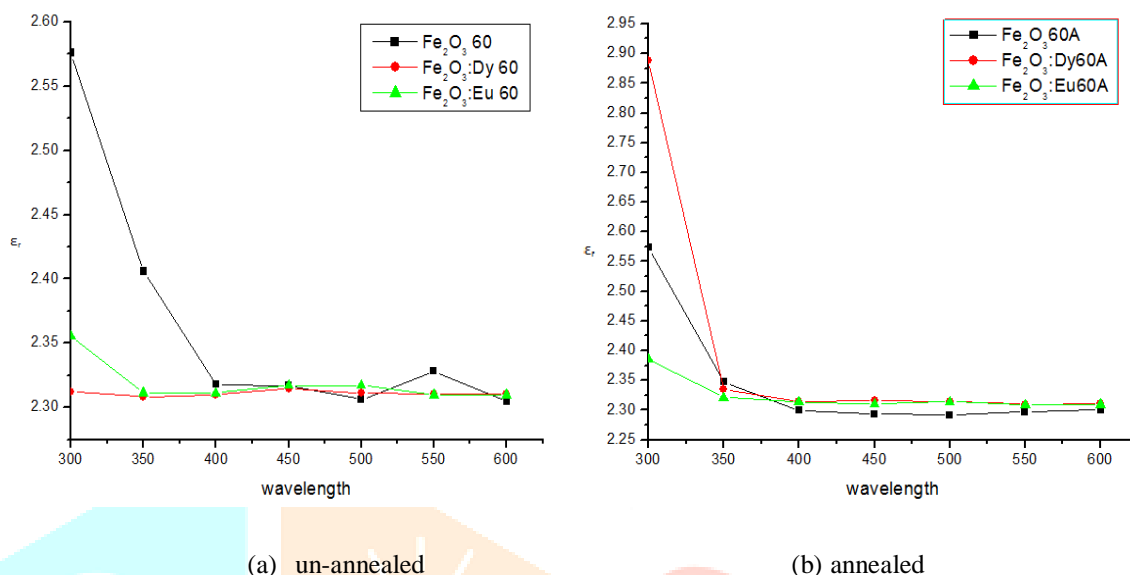 2.60
2.55
2.50
2.45
2.40
2.35
2.30
εᵣ
300 350 400 450 500 550 600
wavelength
Fe₂O₃ 60
Fe₂O₃:Dy 60
Fe₂O₃:Eu 60
(a) un-annealed
2.95
2.90
2.85
2.80
2.75
2.70
2.65
2.60
2.55
2.50
2.45
2.40
2.35
2.30
2.25
εᵣ
300 350 400 450 500 550 600
wavelength
Fe₂O₃ 60A
Fe₂O₃:Dy60A
Fe₂O₃:Eu60A
(b) annealed